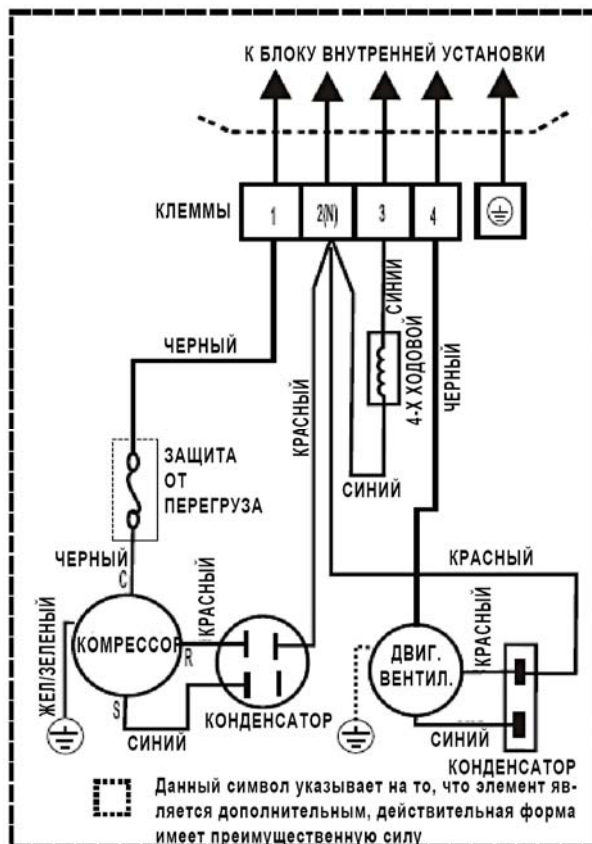 К БЛОКУ ВНУТРЕННЕЙ УСТАНОВКИ
КЛЕММЫ
1
2(N)
3
4
СИНИЙ
4-Х ХОДОВОЙ
ЧЕРНЫЙ
ЧЕРНЫЙ
КРАСНЫЙ
ЗАЩИТА
ОТ
ПЕРЕГРУЗА
СИНИЙ
ЧЕРНЫЙ
C
КРАСНЫЙ
ЖЕЛ/ЗЕЛЕНЫЙ
КОМРЕССОР
R
КРАСНЫЙ
S
СИНИЙ
КОНДЕНСАТОР
ДВИГ.
ВЕНТИЛ.
КРАСНЫЙ
СИНИЙ
КОНДЕНСАТОР
Данный символ указывает на то, что элемент яв-
ляется дополнительным, действительная форма
имеет преимущественную силу